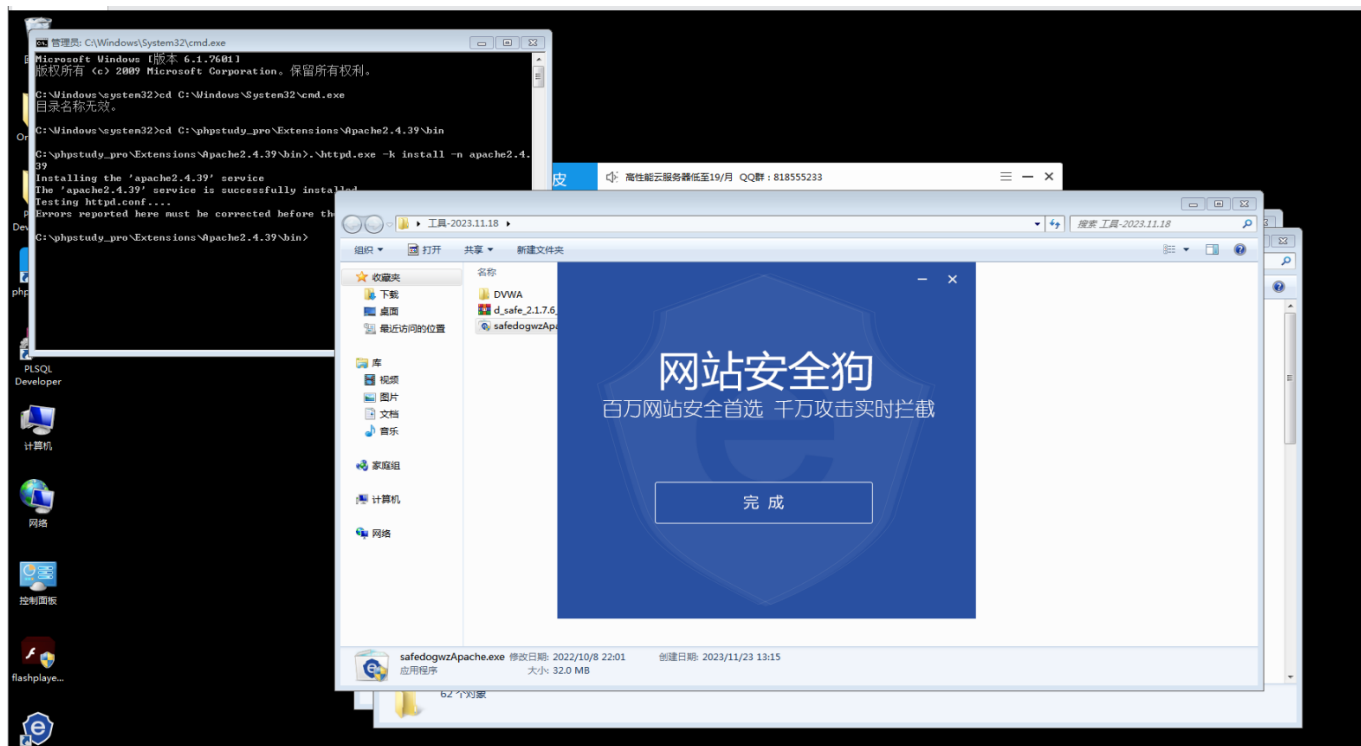 管理员: C:\Windows\System32\cmd.exe
Microsoft Windows [版本 6.1.7601]
版权所有 (c) 2009 Microsoft Corporation。保留所有权利。
C:\Windows\system32>cd C:\Windows\System32\cmd.exe
目录名称无效。
C:\Windows\system32>cd C:\phpstudy_pro\Extensions\Apache2.4.39\bin
C:\phpstudy_pro\Extensions\Apache2.4.39\bin>.\httpd.exe -k install -n apache2.4.
39
Installing the 'apache2.4.39' service
The 'apache2.4.39' service is successfully installed.
Testing httpd.conf....
Errors reported here must be corrected before the
C:\phpstudy_pro\Extensions\Apache2.4.39\bin>
皮
高性能云服务器低至19/月 QQ群：818555233
工具-2023.11.18
搜索 工具-2023.11.18
组织
打开
共享
新建文件夹
收藏夹
下载
桌面
最近访问的位置
库
视频
图片
文档
音乐
家庭组
计算机
网络
名称
DVWA
d_safe_2.1.7.6_
safedogwzApa
网站安全狗
百万网站安全首选 千万攻击实时拦截
完 成
safedogwzApache.exe 修改日期: 2022/10/8 22:01 创建日期: 2023/11/23 13:15
应用程序 大小: 32.0 MB
62 个对象
php
PLSQL
Developer
计算机
网络
控制面板
flashplaye...